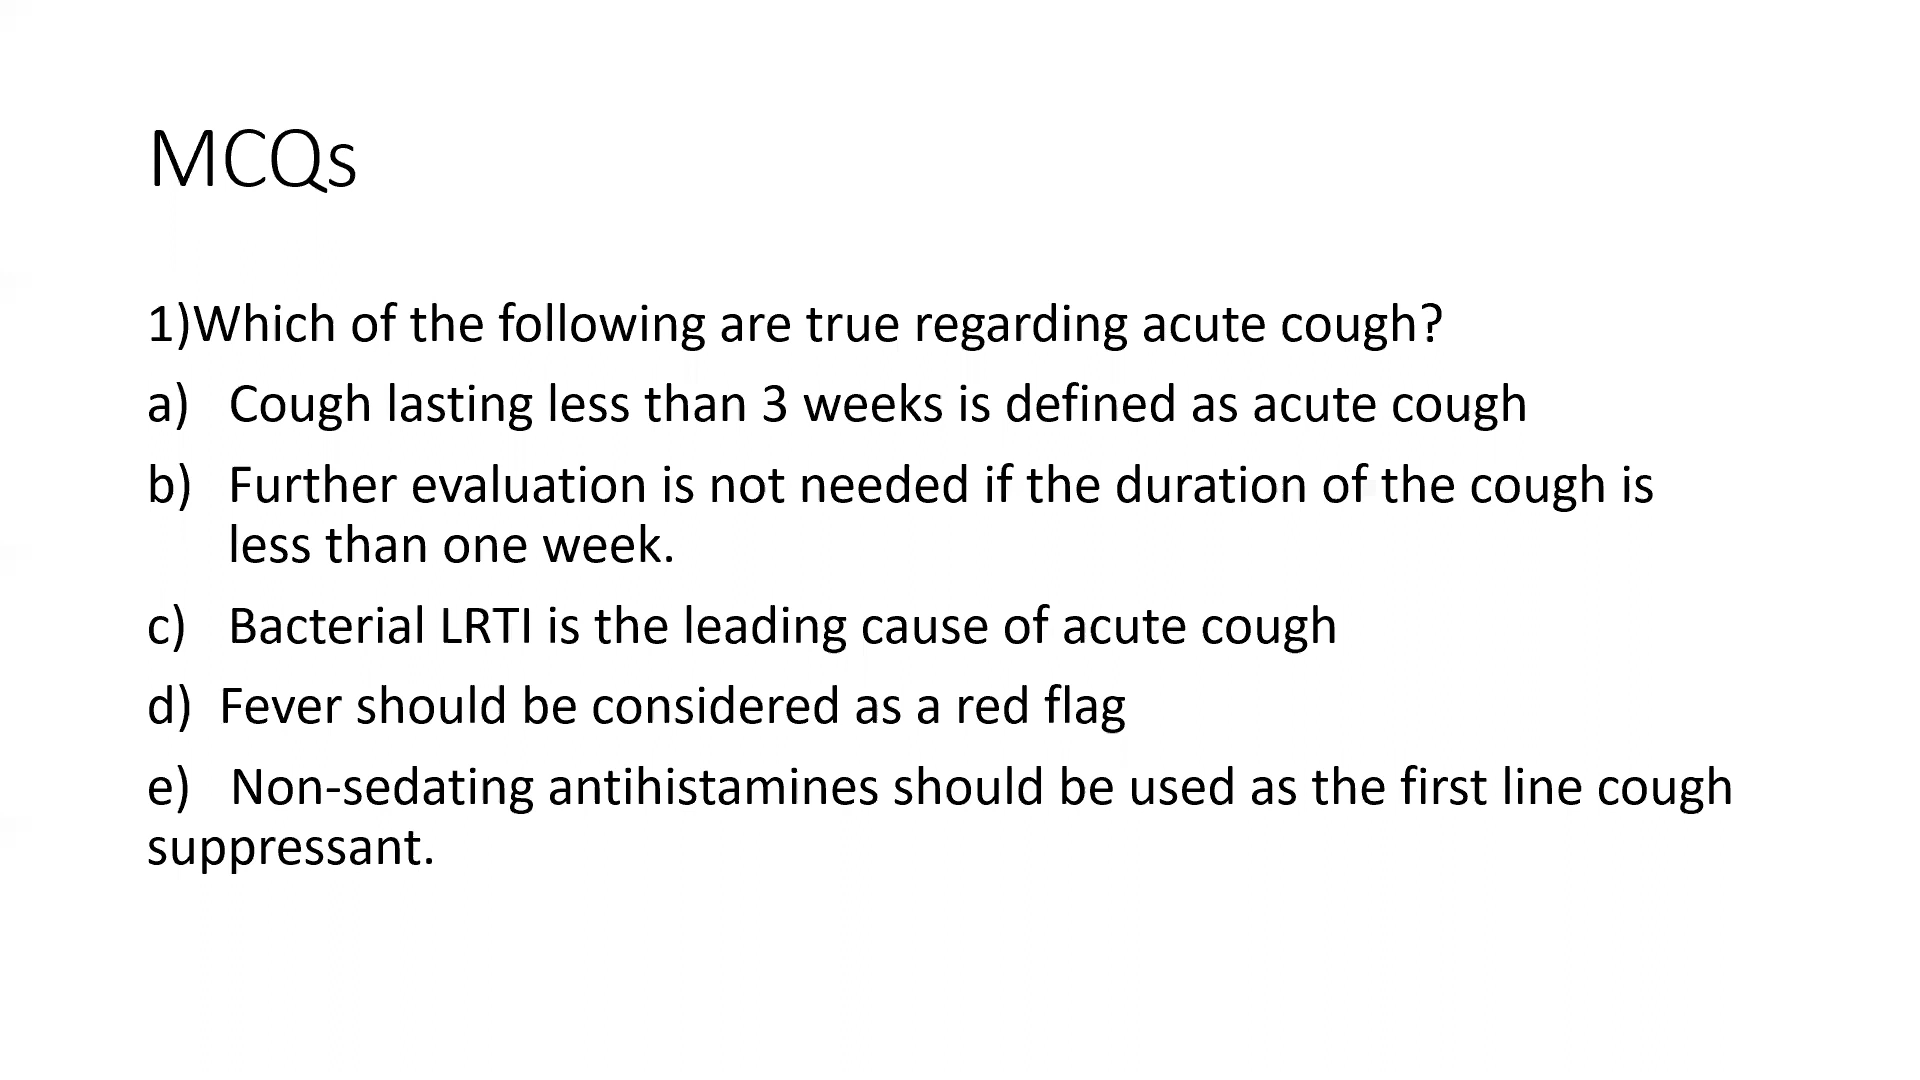 MCQs
1)Which of the following are true regarding acute cough?
a) Cough lasting less than 3 weeks is defined as acute cough
b) Further evaluation is not needed if the duration of the cough is
less than one week.
c) Bacterial LRTI is the leading cause of acute cough
d) Fever should be considered as a red flag
e) Non-sedating antihistamines should be used as the first line cough
suppressant.